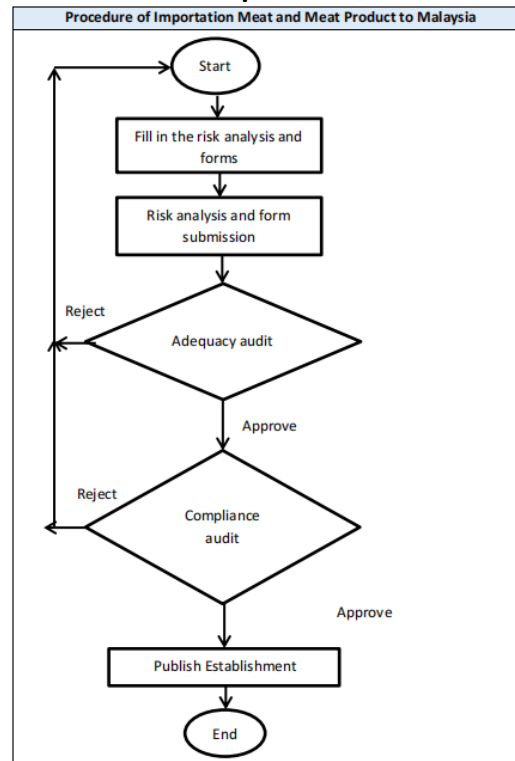 Procedure of Importation Meat and Meat Product to Malaysia
Start
Fill in the risk analysis and
forms
Risk analysis and form
submission
Reject
Adequacy audit
Approve
Reject
Compliance
audit
Approve
Publish Establishment
End